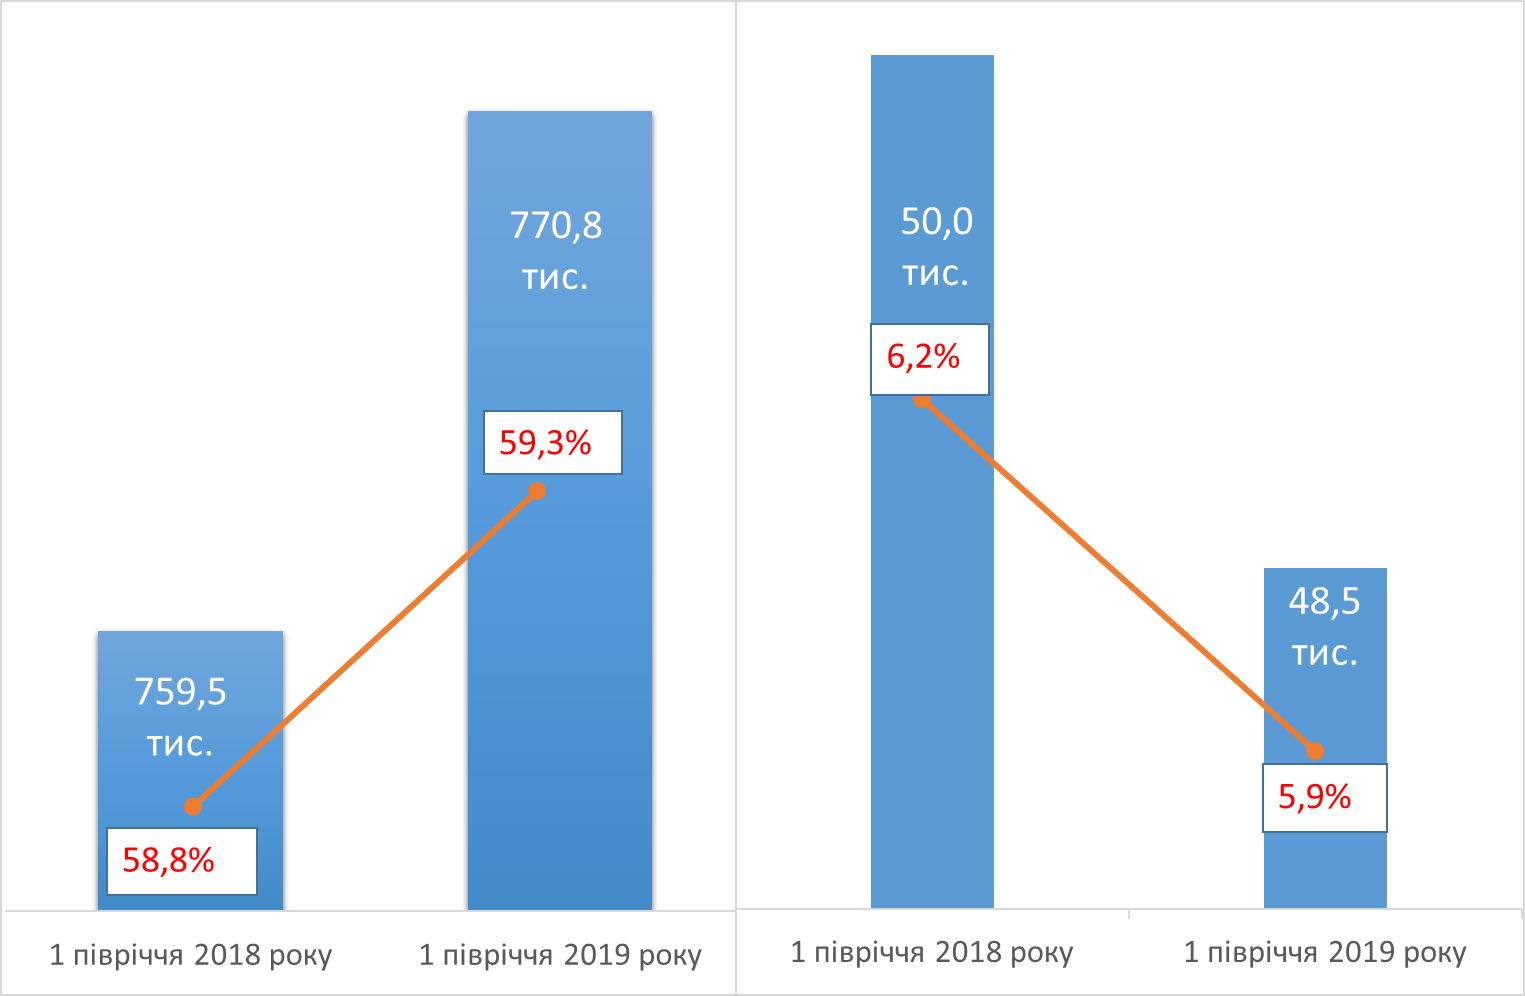 770,8
тис.
59,3%
759,5
тис.
58,8%
1 півріччя 2018 року
1 півріччя 2019 року
50,0
тис.
6,2%
48,5
тис.
5,9%
1 півріччя 2018 року
1 півріччя 2019 року